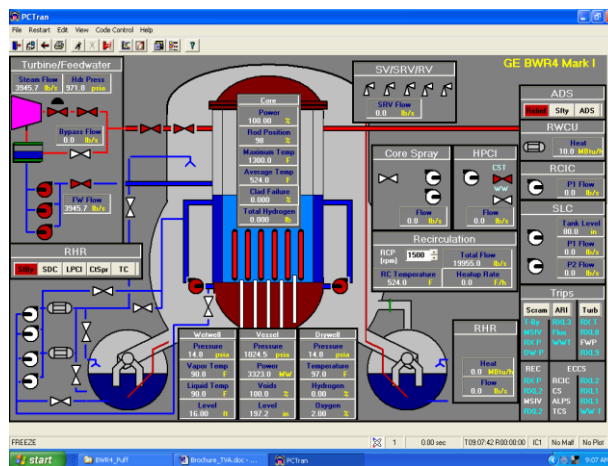 PCTran
File Restart Edit View Code Control Help
GE BWR4 Mark I
Turbine/Feedwater
Steam Flow
3945.7 lb/s
Hdr Press
971.0 psia
Bypass Flow
0.0 lb/s
FW Flow
3945.7 lb/s
Core
Power
100.00 %
Rod Position
98 %
Maximum Temp
1300.0 F
Average Temp
524.0 F
Clad Failure
0.000 %
Total Hydrogen
0.000 lb
SV/SRV/RV
SRV Flow
0.0 lb/s
Core Spray
Flow
0.0 lb/s
HPCI
CST
WW
Flow
0.0 lb/s
Recirculation
RCP
(rpm)
1500
Total Flow
19955.0 lb/s
RC Temperature
524.0 F
Heatup Rate
0.0 F/h
ADS
Relief Sfty ADS
RWCU
Heat
10.0 MBtu/h
RCIC
P1 Flow
0.0 lb/s
SLC
Tank Level
80.0 in
P1 Flow
0.0 lb/s
P2 Flow
0.0 lb/s
Trips
Scram ARI Turb
MSIV
FWP
REC ECCS
RCIC
CS
MSIV ALPS
TCS
RHR
SDC LPCI CtSpr TC
Wetwell
Pressure
14.8 psia
Vapor Temp
90.0 F
Liquid Temp
90.0 F
Level
16.00 ft
Vessel
Pressure
1024.5 psia
Power
3323.0 MW
Voids
100.0 %
Level
197.2 in
Drywell
Pressure
14.8 psia
Temperature
97.0 F
Hydrogen
0.00 %
Oxygen
2.00 %
RHR
Heat
0.0 MBtu/h
Flow
0.0 lb/s
FREEZE
1 0.00 sec T09:07:42 R00:00:00 IC1 No Malf No Plot
start
BWR4_Puff
Brochure_TVA.doc -...
PCTran
9:07 AM